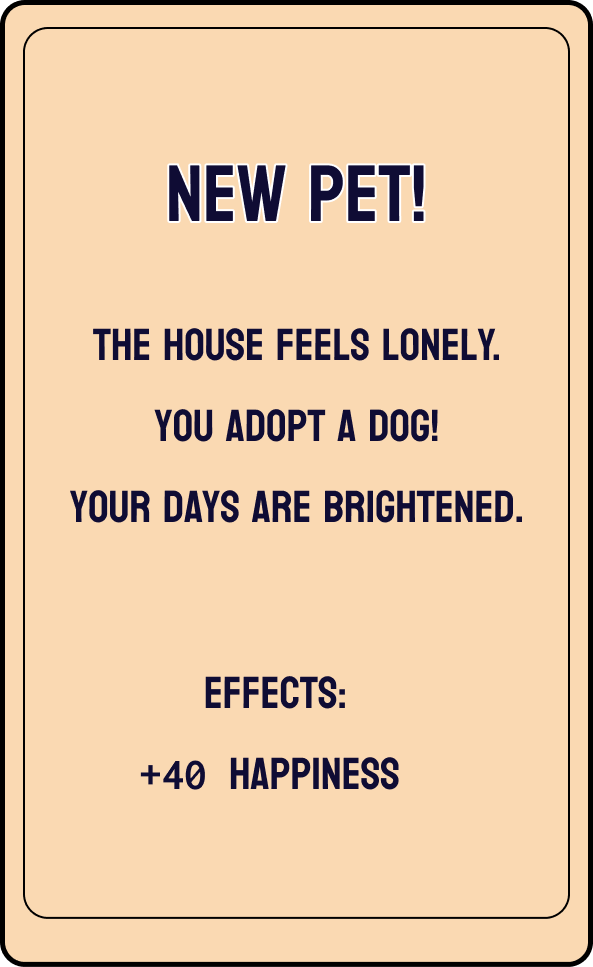 NEW PET!
THE HOUSE FEELS LONELY.
YOU ADOPT A DOG!
YOUR DAYS ARE BRIGHTENED.
EFFECTS:
+40 HAPPINESS